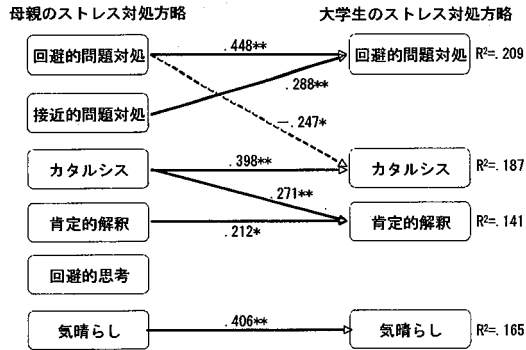 母親のストレス対処方略 大学生のストレス対処方略
回避的問題対処 .448** 回避的問題対処 R²=.209
.288**
接近的問題対処
-.247*
カタルシス .398** カタルシス R²=.187
.271**
肯定的解釈 .212* 肯定的解釈 R²=.141
回避的思考
気晴らし .406** 気晴らし R²=.165